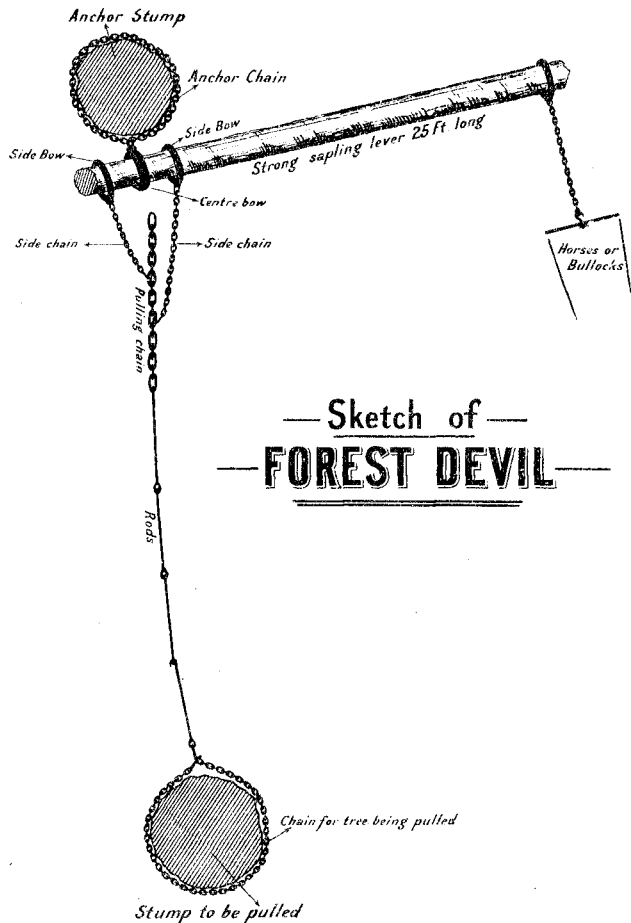 Anchor Stump
Anchor Chain
Side Bow
Side Bow
Strong sapling lever 25 Ft long
Centre bow
Side chain
Side chain
Horses or
Bullocks
Pulling chain
Sketch of
FOREST DEVIL
Rods
Chain for tree being pulled
Stump to be pulled